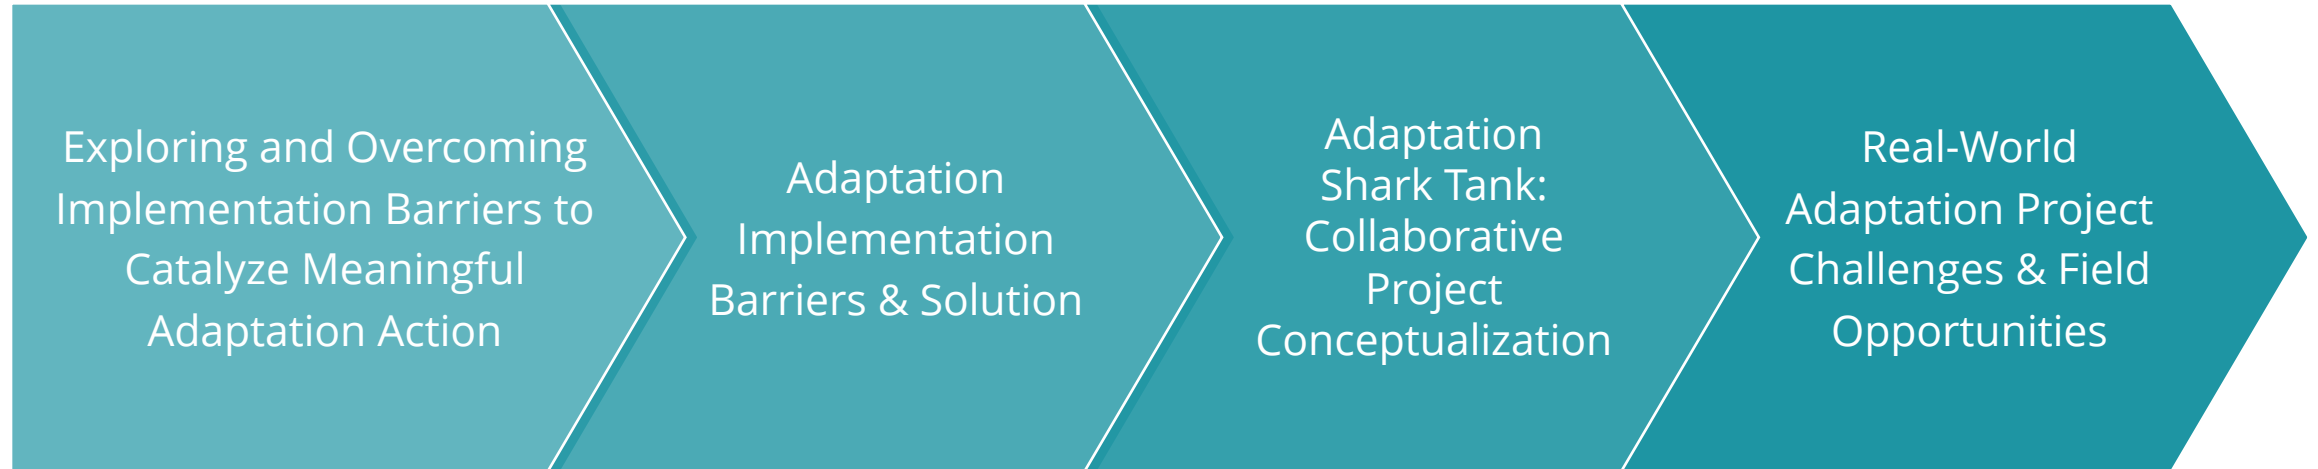 Exploring and Overcoming
Implementation Barriers to
Catalyze Meaningful
Adaptation Action
Adaptation
Implementation
Barriers & Solution
Adaptation
Shark Tank:
Collaborative
Project
Conceptualization
Real-World
Adaptation Project
Challenges & Field
Opportunities